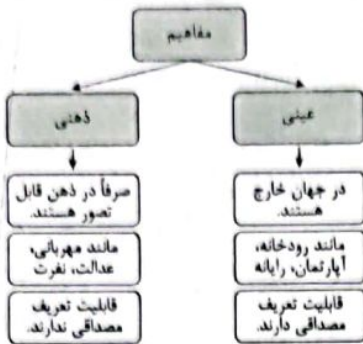 مفاهیم
عینی
ذهنی
در جهان خارج
هستند.
صرفاً در ذهن قابل
تصور هستند.
مانند رودخانه،
آپارتمان، رایانه
مانند مهربانی،
عدالت، نفرت
قابلیت تعریف
مصداقی دارند.
قابلیت تعریف
مصداقی ندارند.